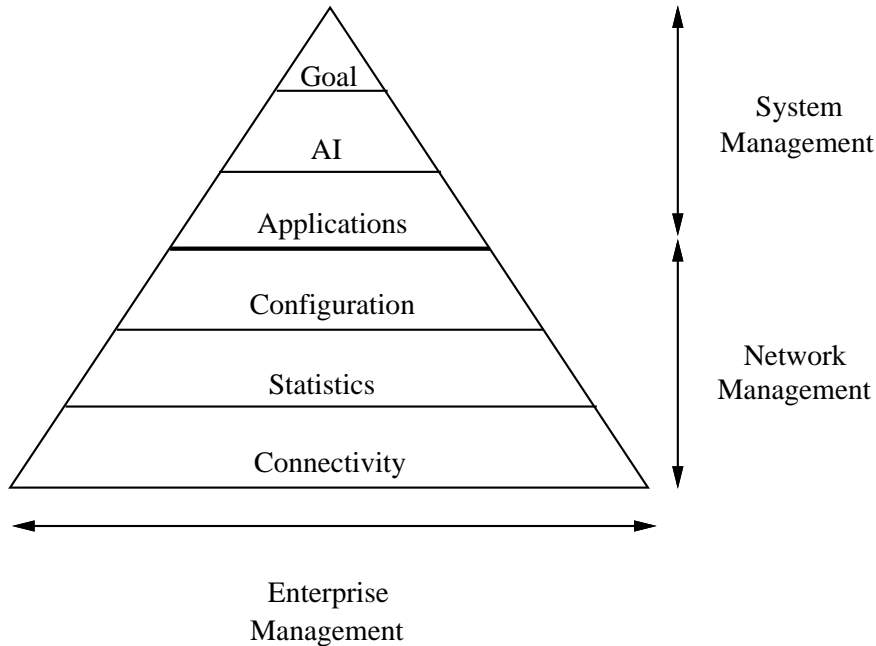 Goal
AI
Applications
Configuration
Statistics
Connectivity
System
Management
Network
Management
Enterprise
Management